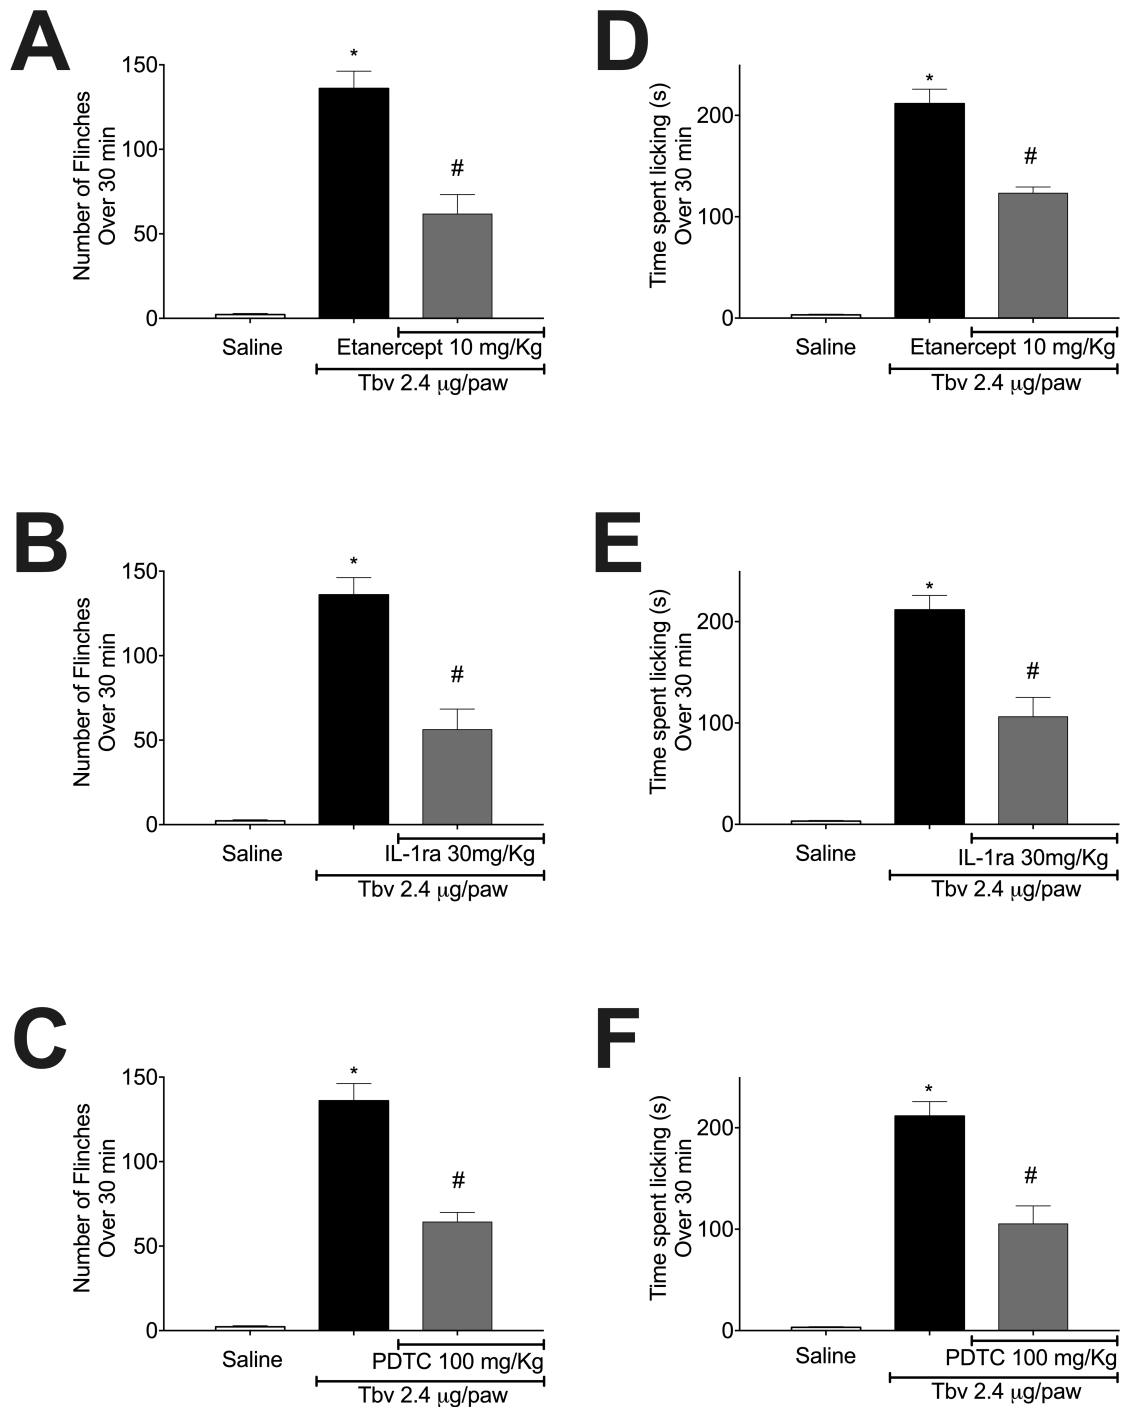 A
Number of Flinches
Over 30 min
150
100
50
0
*
#
Saline
Etanercept 10 mg/Kg
Tbv 2.4 μg/paw
D
Time spent licking (s)
Over 30 min
200
100
0
*
#
Saline
Etanercept 10 mg/Kg
Tbv 2.4 μg/paw
B
Number of Flinches
Over 30 min
150
100
50
0
*
#
Saline
IL-1ra 30mg/Kg
Tbv 2.4 μg/paw
E
Time spent licking (s)
Over 30 min
200
100
0
*
#
Saline
IL-1ra 30mg/Kg
Tbv 2.4 μg/paw
C
Number of Flinches
Over 30 min
150
100
50
0
*
#
Saline
PDTC 100 mg/Kg
Tbv 2.4 μg/paw
F
Time spent licking (s)
Over 30 min
200
100
0
*
#
Saline
PDTC 100 mg/Kg
Tbv 2.4 μg/paw